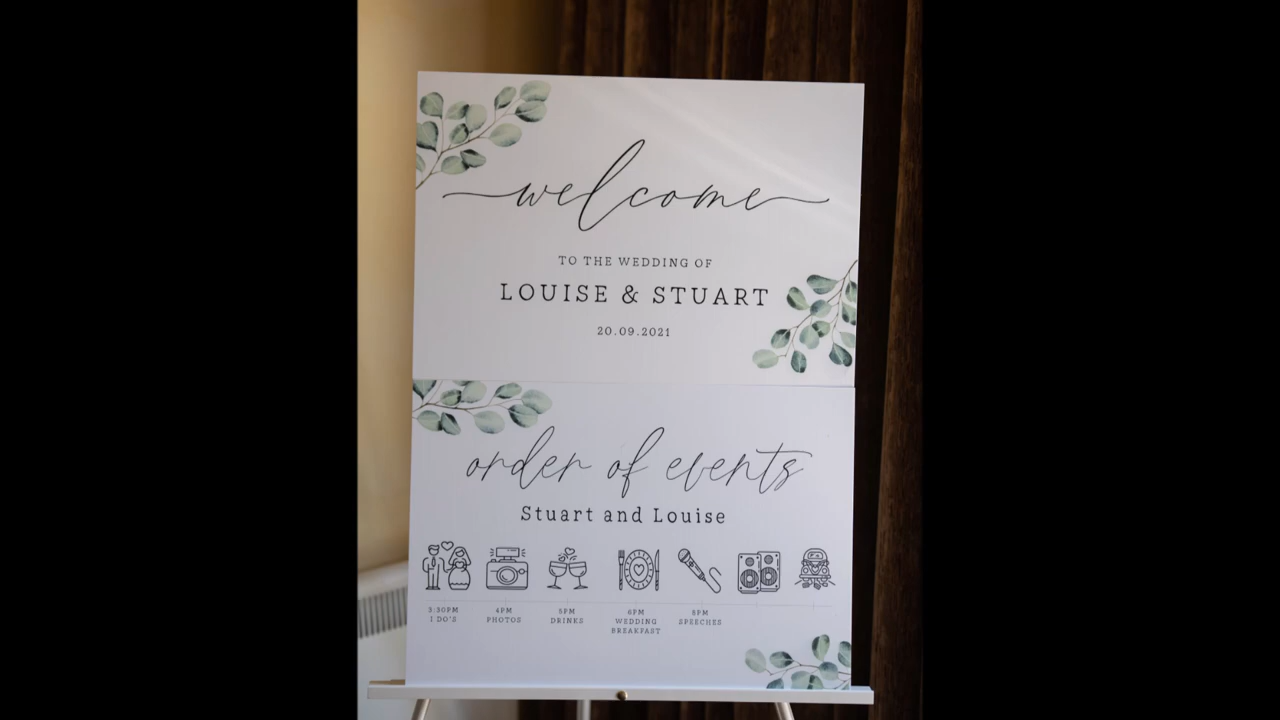 welcome
TO THE WEDDING OF
LOUISE & STUART
20.09.2021
order of events
Stuart and Louise
3:30PM
I DO'S
4PM
PHOTOS
5PM
DRINKS
6PM
WEDDING
BREAKFAST
8PM
SPEECHES